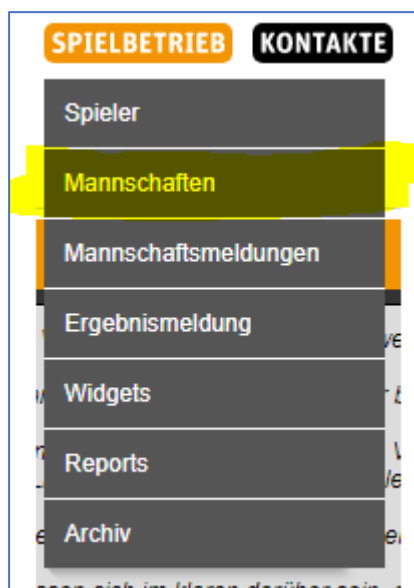 SPIELBETRIEB KONTAKTE
Spieler
Mannschaften
Mannschaftsmeldungen
Ergebnismeldung
Widgets
Reports
Archiv